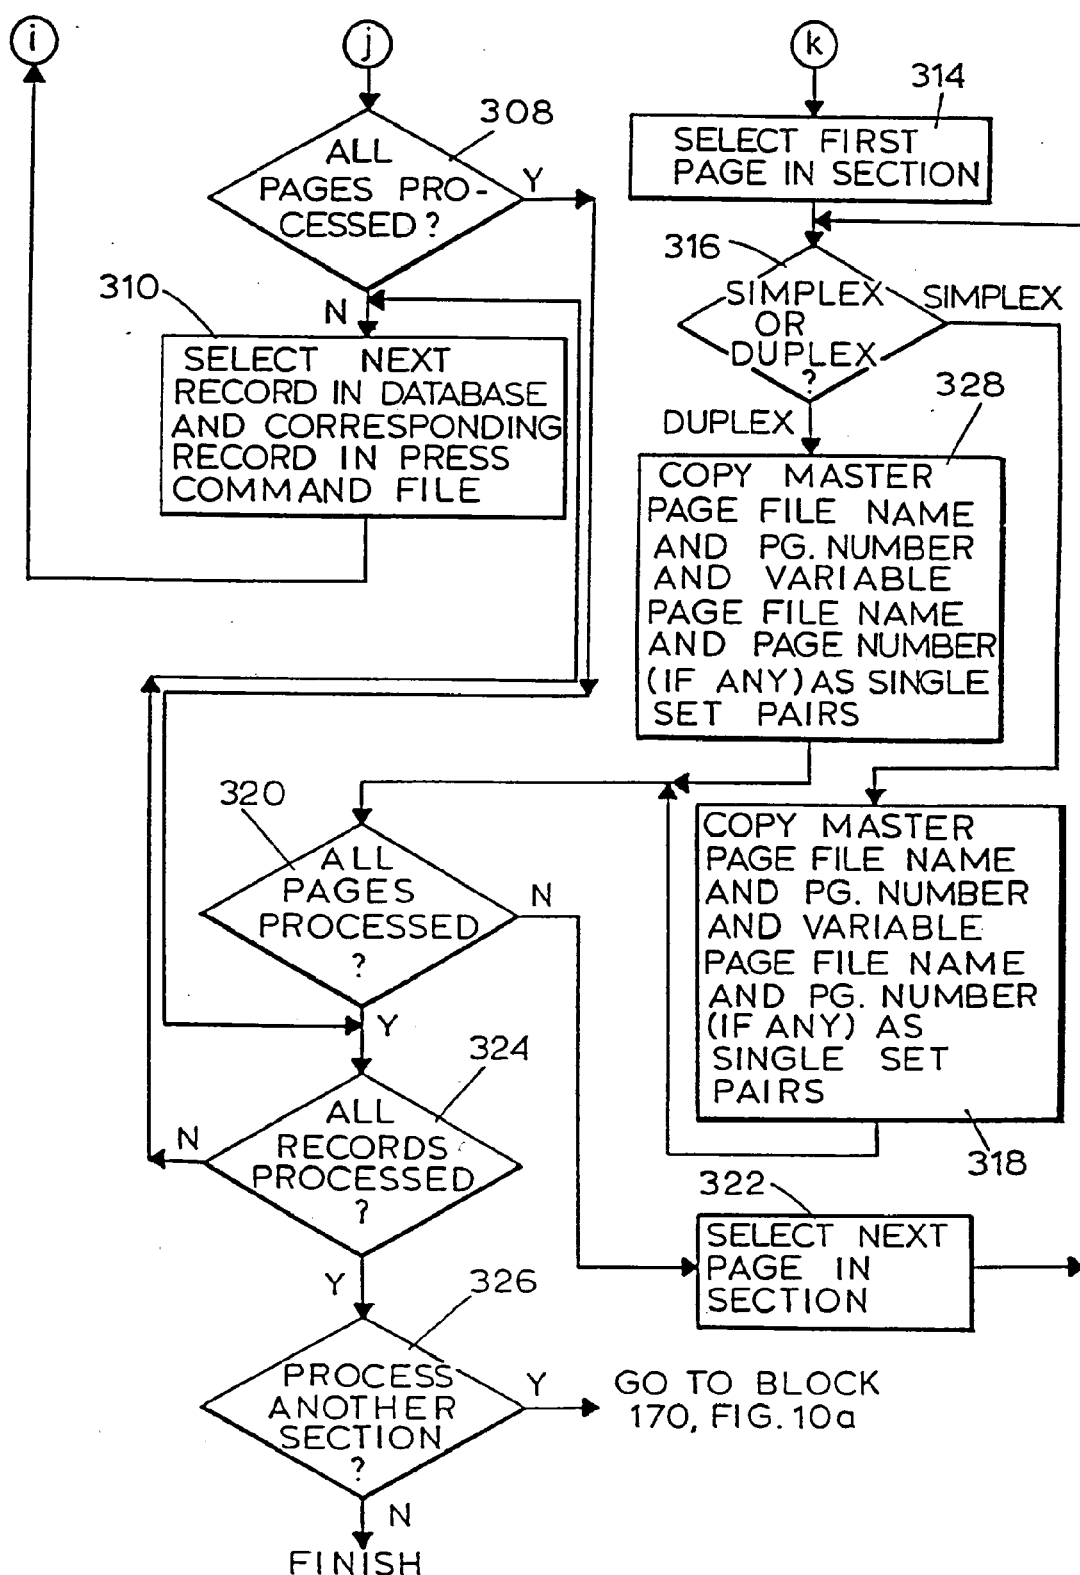 i
j
k
308
ALL
PAGES PRO-
CESSED?
Y
N
310
SELECT NEXT
RECORD IN DATABASE
AND CORRESPONDING
RECORD IN PRESS
COMMAND FILE
314
SELECT FIRST
PAGE IN SECTION
316
SIMPLEX
OR
DUPLEX
?
SIMPLEX
DUPLEX
328
COPY MASTER
PAGE FILE NAME
AND PG. NUMBER
AND VARIABLE
PAGE FILE NAME
AND PAGE NUMBER
(IF ANY) AS SINGLE
SET PAIRS
COPY MASTER
PAGE FILE NAME
AND PG. NUMBER
AND VARIABLE
PAGE FILE NAME
AND PG. NUMBER
(IF ANY) AS
SINGLE SET
PAIRS
318
320
ALL
PAGES
PROCESSED
?
N
Y
322
SELECT NEXT
PAGE IN
SECTION
324
ALL
RECORDS
PROCESSED
?
N
Y
326
PROCESS
ANOTHER
SECTION
?
Y
GO TO BLOCK
170, FIG. 10a
N
FINISH